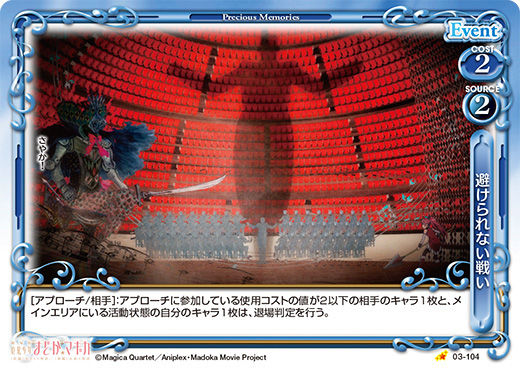 Precious Memories
Event
COST
2
SOURCE
2
さやか!
避けられない戦い
[アプローチ/相手]:アプローチに参加している使用コストの値が2以下の相手のキャラ1枚と、メ
インエリアにいる活動状態の自分のキャラ1枚は、退場判定を行う。
まどか☆マギカ
©Magica Quartet/Aniplex・Madoka Movie Project
03-104